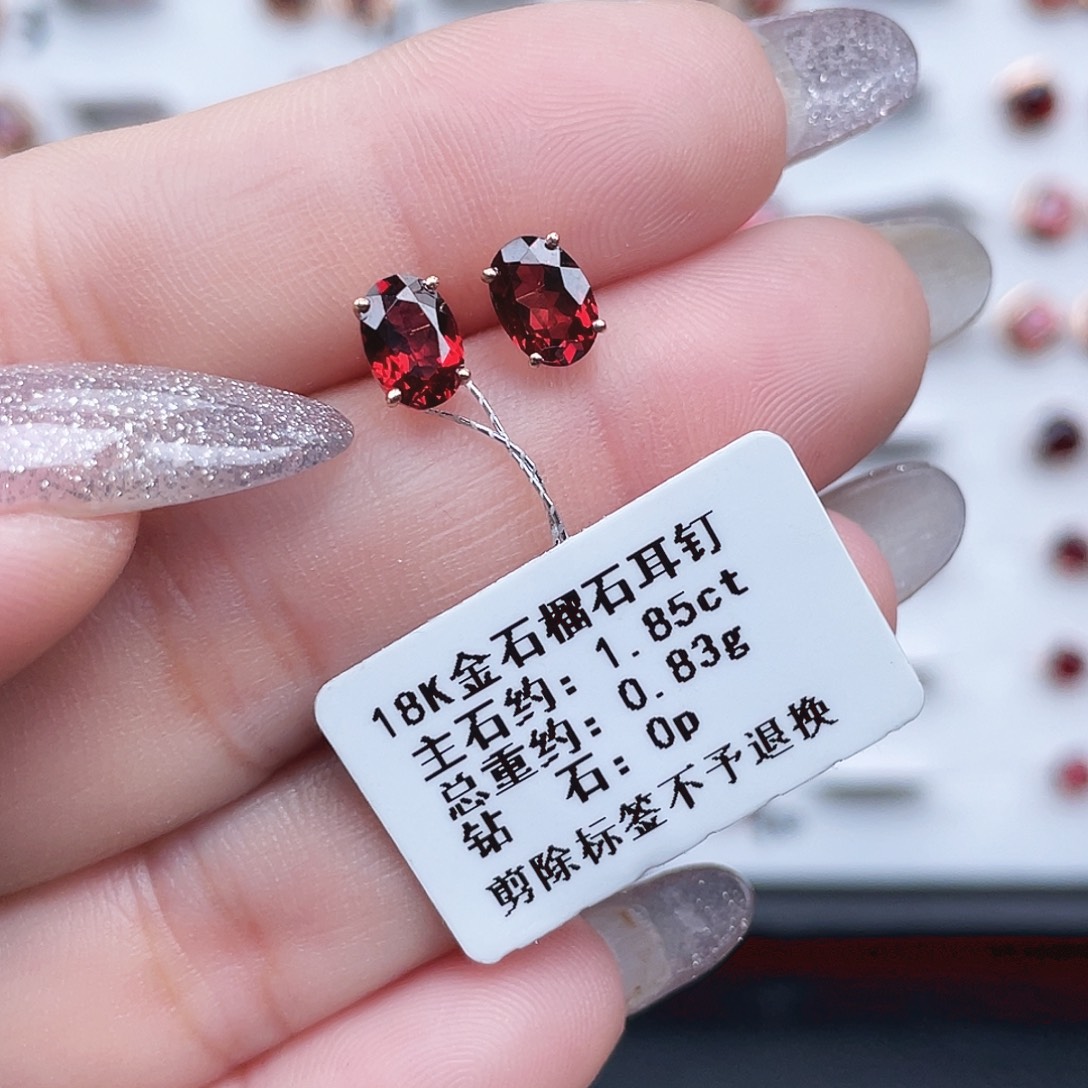 18K金石榴石耳钉
主石约: 1.85ct
总重约: 0.83g
钻 石: 0p
剪除标签不予退换